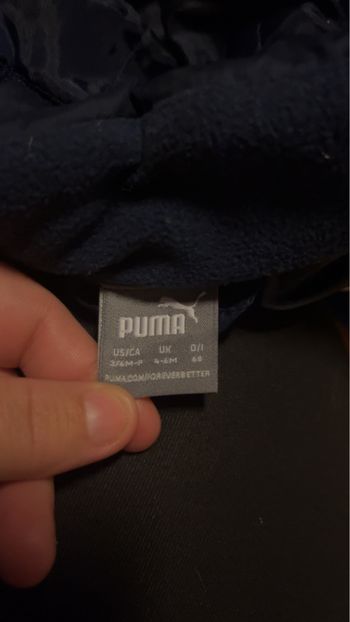 PUMA
US/CA UK D/I
3/6M-P 4-6M 68
PUMA.COM/FOREVERBETTER